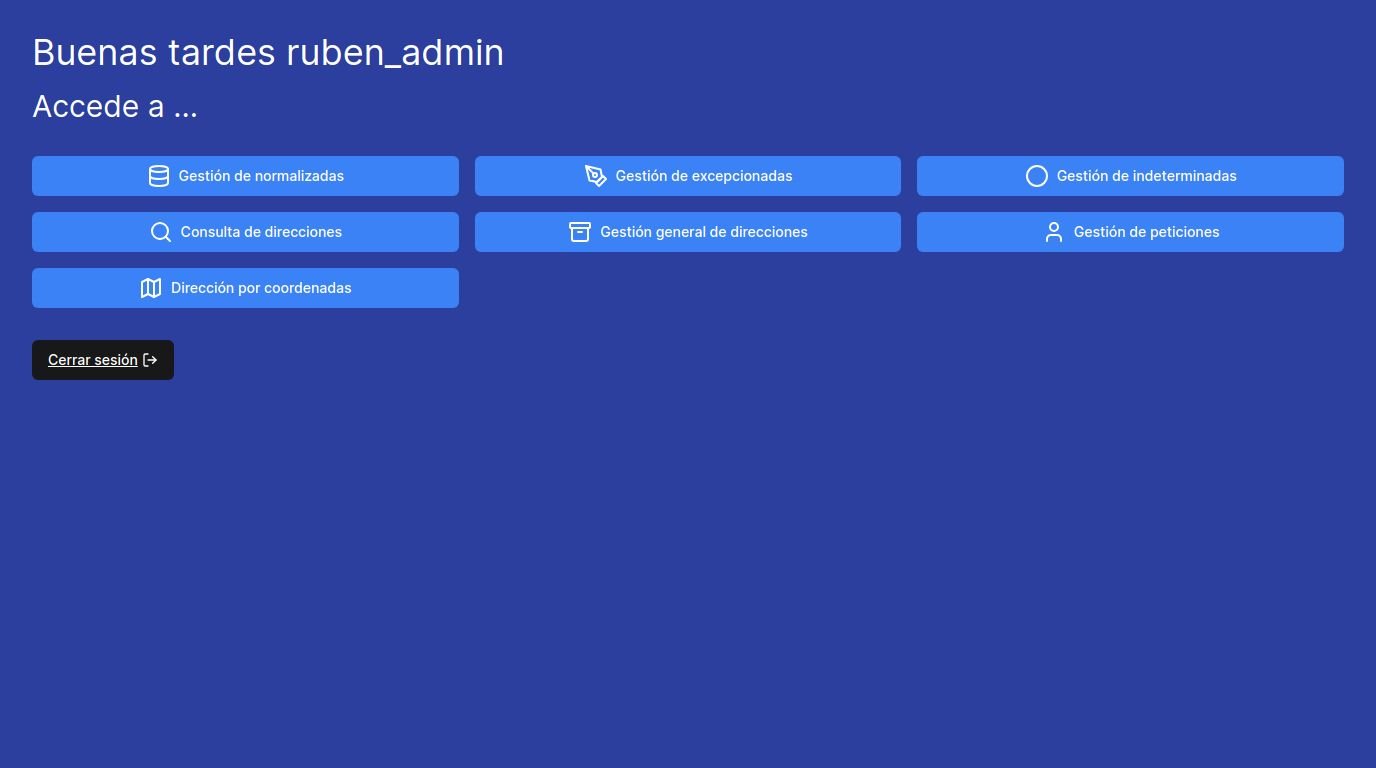 Buenas tardes ruben_admin
Accede a ...
Gestión de normalizadas
Gestión de excepcionadas
Gestión de indeterminadas
Consulta de direcciones
Gestión general de direcciones
Gestión de peticiones
Dirección por coordenadas
Cerrar sesión